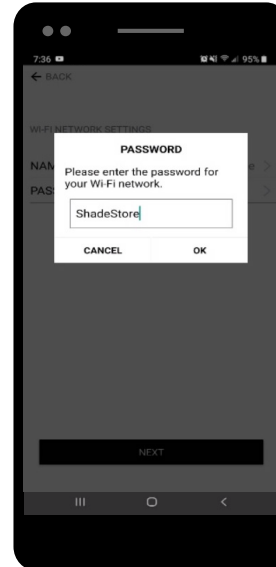 7:36 95%
← BACK
WI-FI NETWORK SETTINGS
PASSWORD
Please enter the password for
your Wi-Fi network.
ShadeStore
CANCEL OK
NEXT